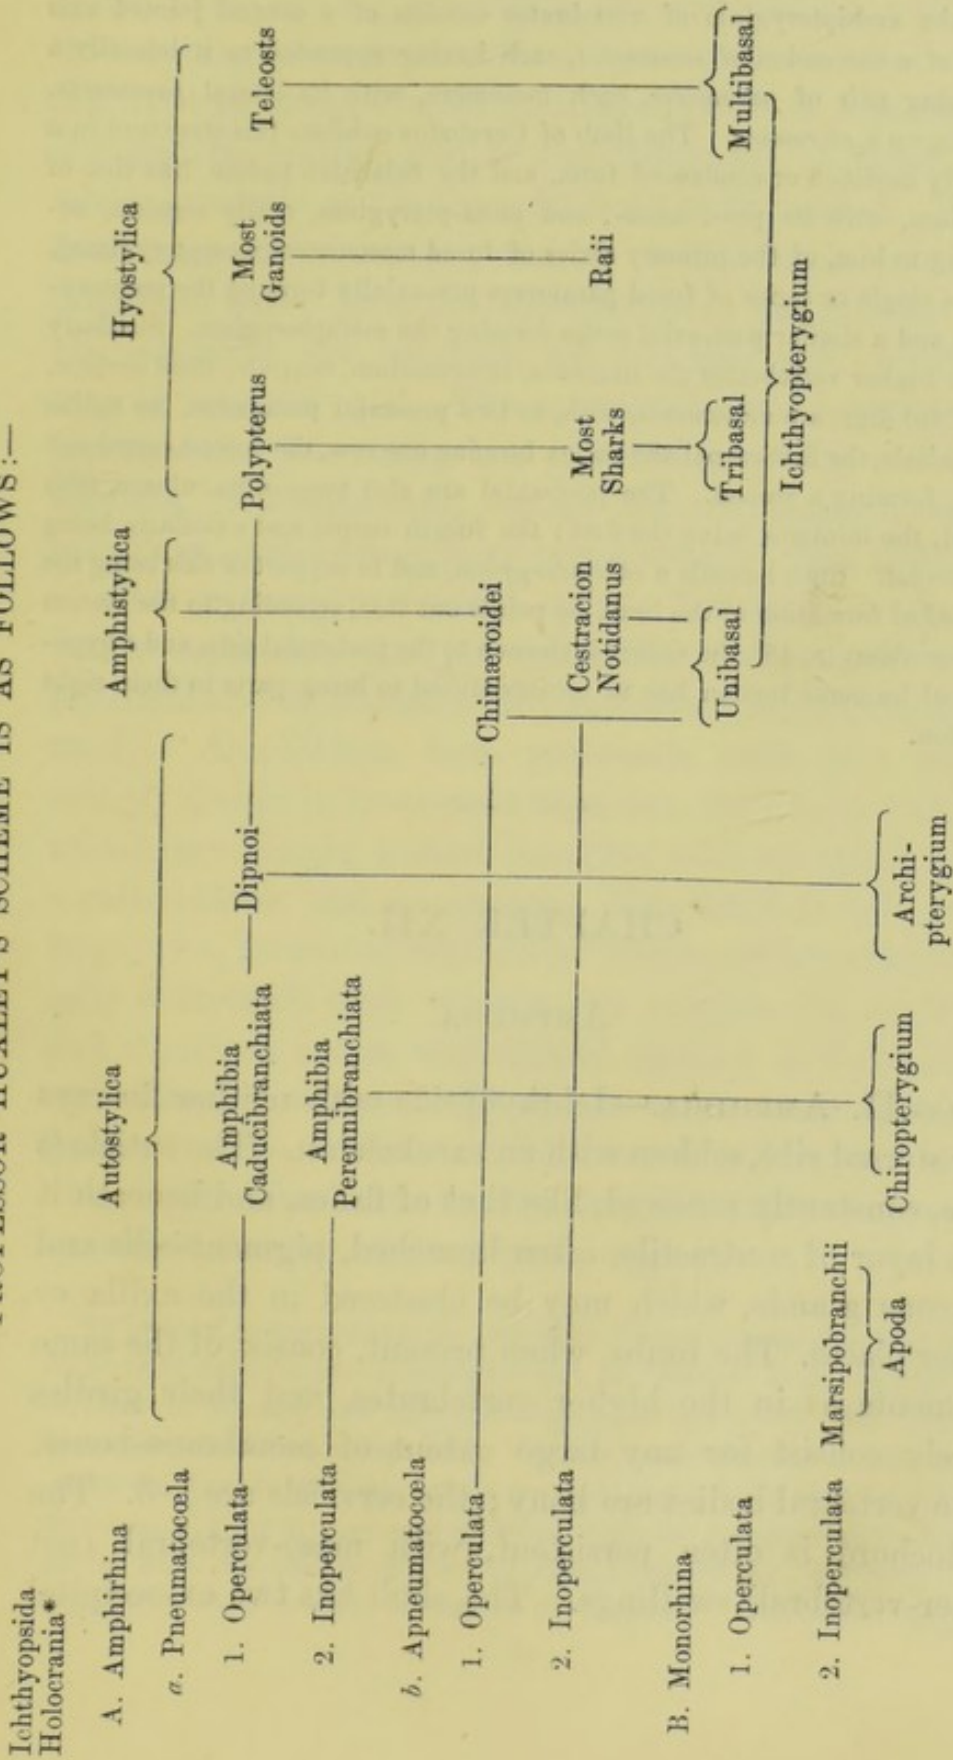 PROFESSOR HUXLEY'S SCHEME IS AS FOLLOWS:—
Ichthyopsida
Holocrania*
A. Amphirhina Autostylica Amphistylica Hyostylica
a. Pneumatocœla
1. Operculata Amphibia Caducibranchiata Dipnoi Polypterus Most Ganoids Teleosts
2. Inoperculata Amphibia Perennibranchiata
b. Apneumatocœla
1. Operculata Chimæroidei
2. Inoperculata Cestracion Notidanus Most Sharks Raii
B. Monorhina
1. Operculata Unibasal Tribasal Multibasal
Ichthyopterygium
2. Inoperculata Marsipobranchii
Apoda Chiropterygium Archi-
pterygium